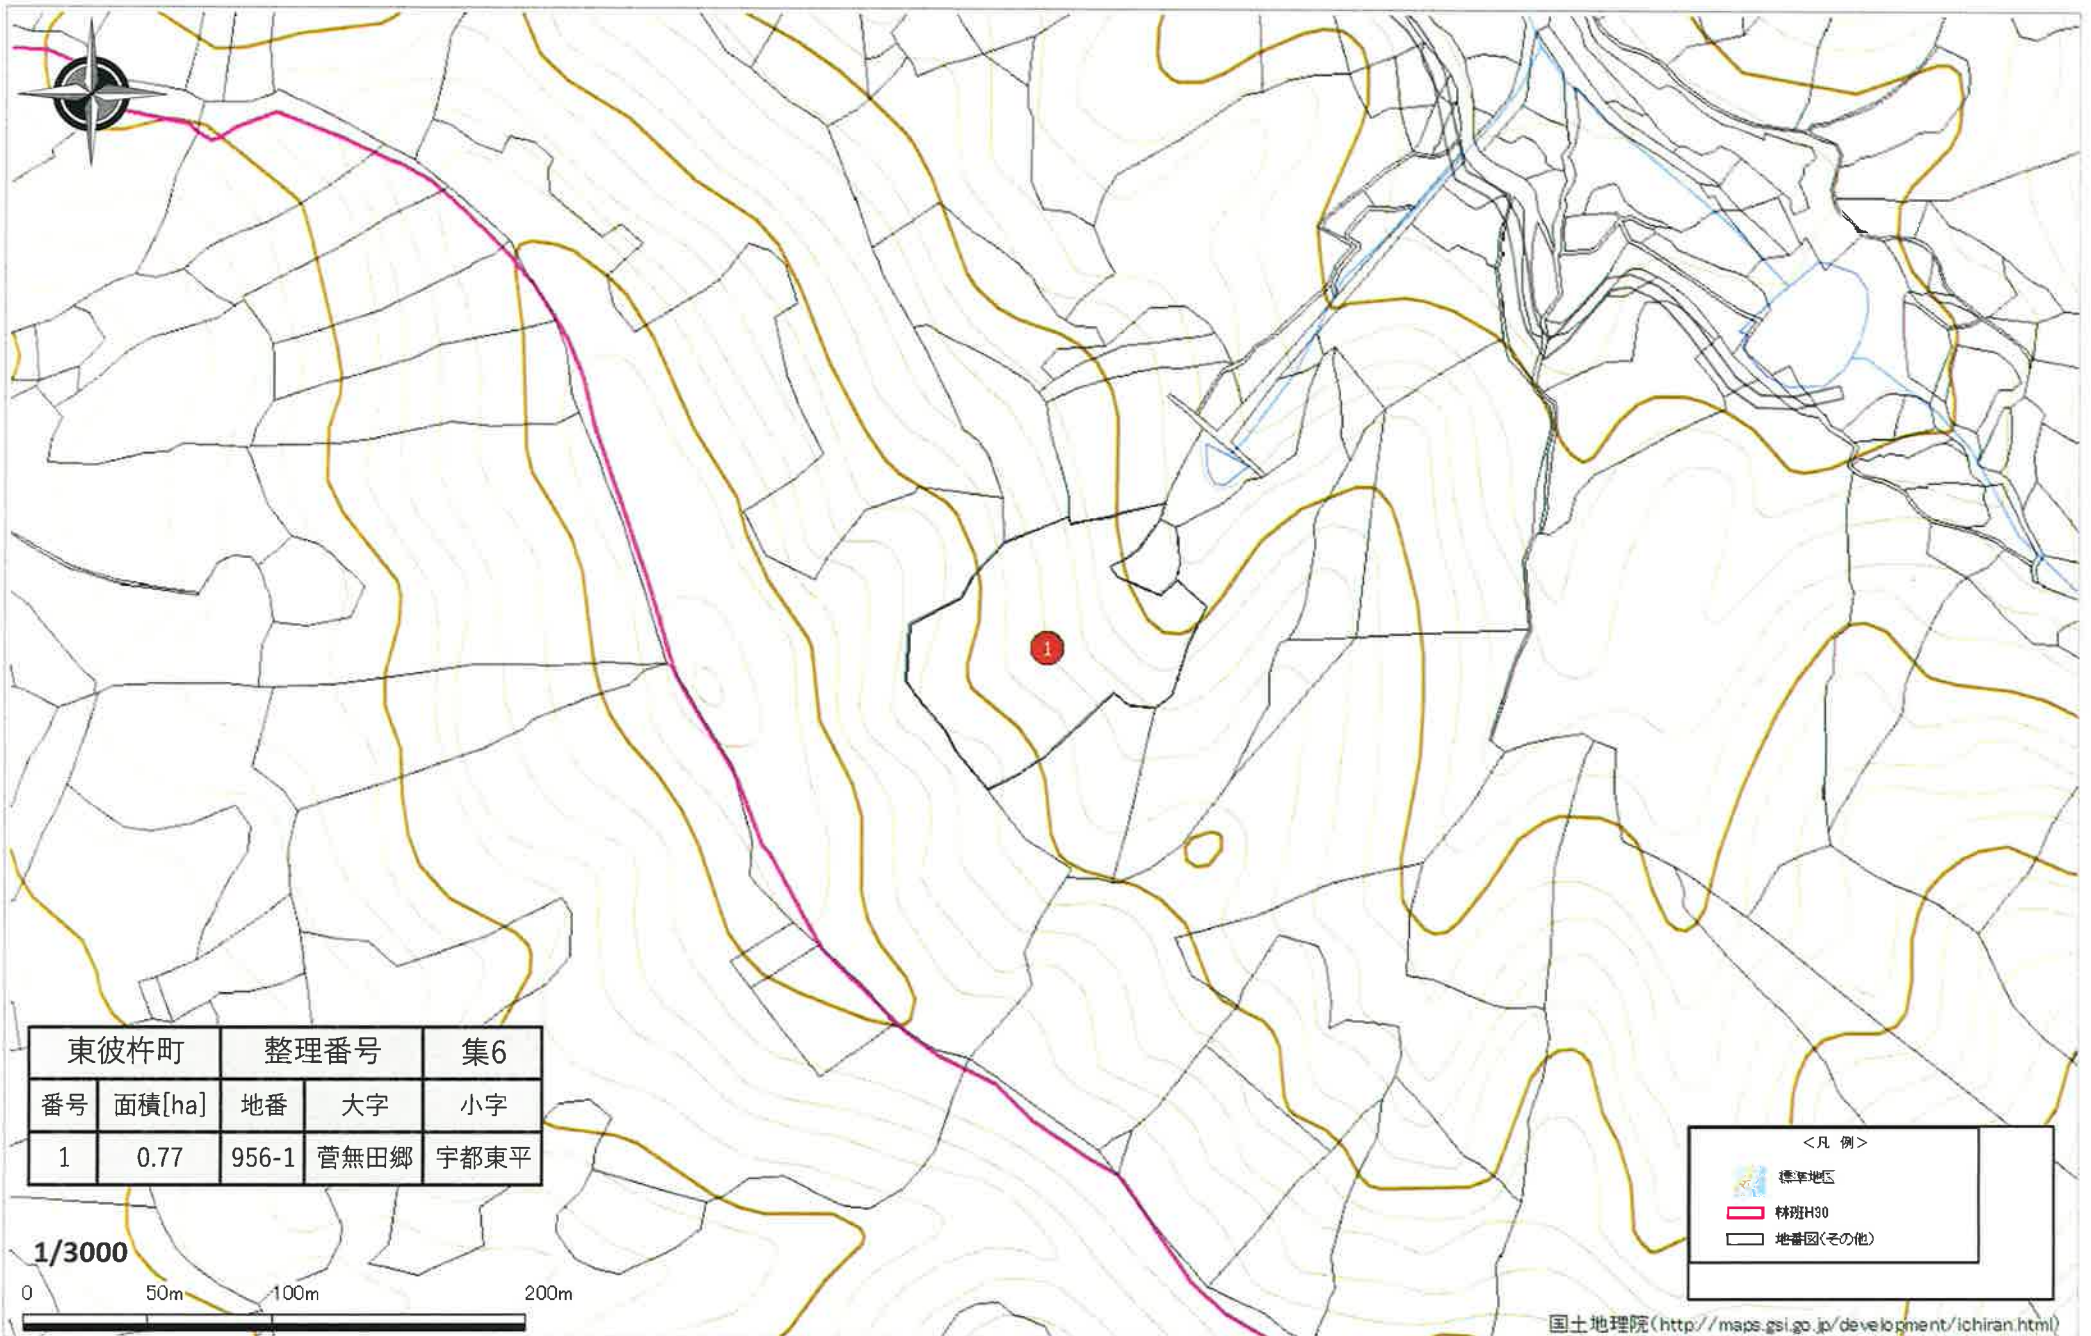 1
東彼杵町 整理番号 集6
番号 面積[ha] 地番 大字 小字
1 0.77 956-1 菅無田郷 宇都東平
1/3000
0 50m 100m 200m
<凡 例>
標準地図
林班H30
地番図(その他)
国土地理院(http://maps.gsi.go.jp/development/ichiran.html)